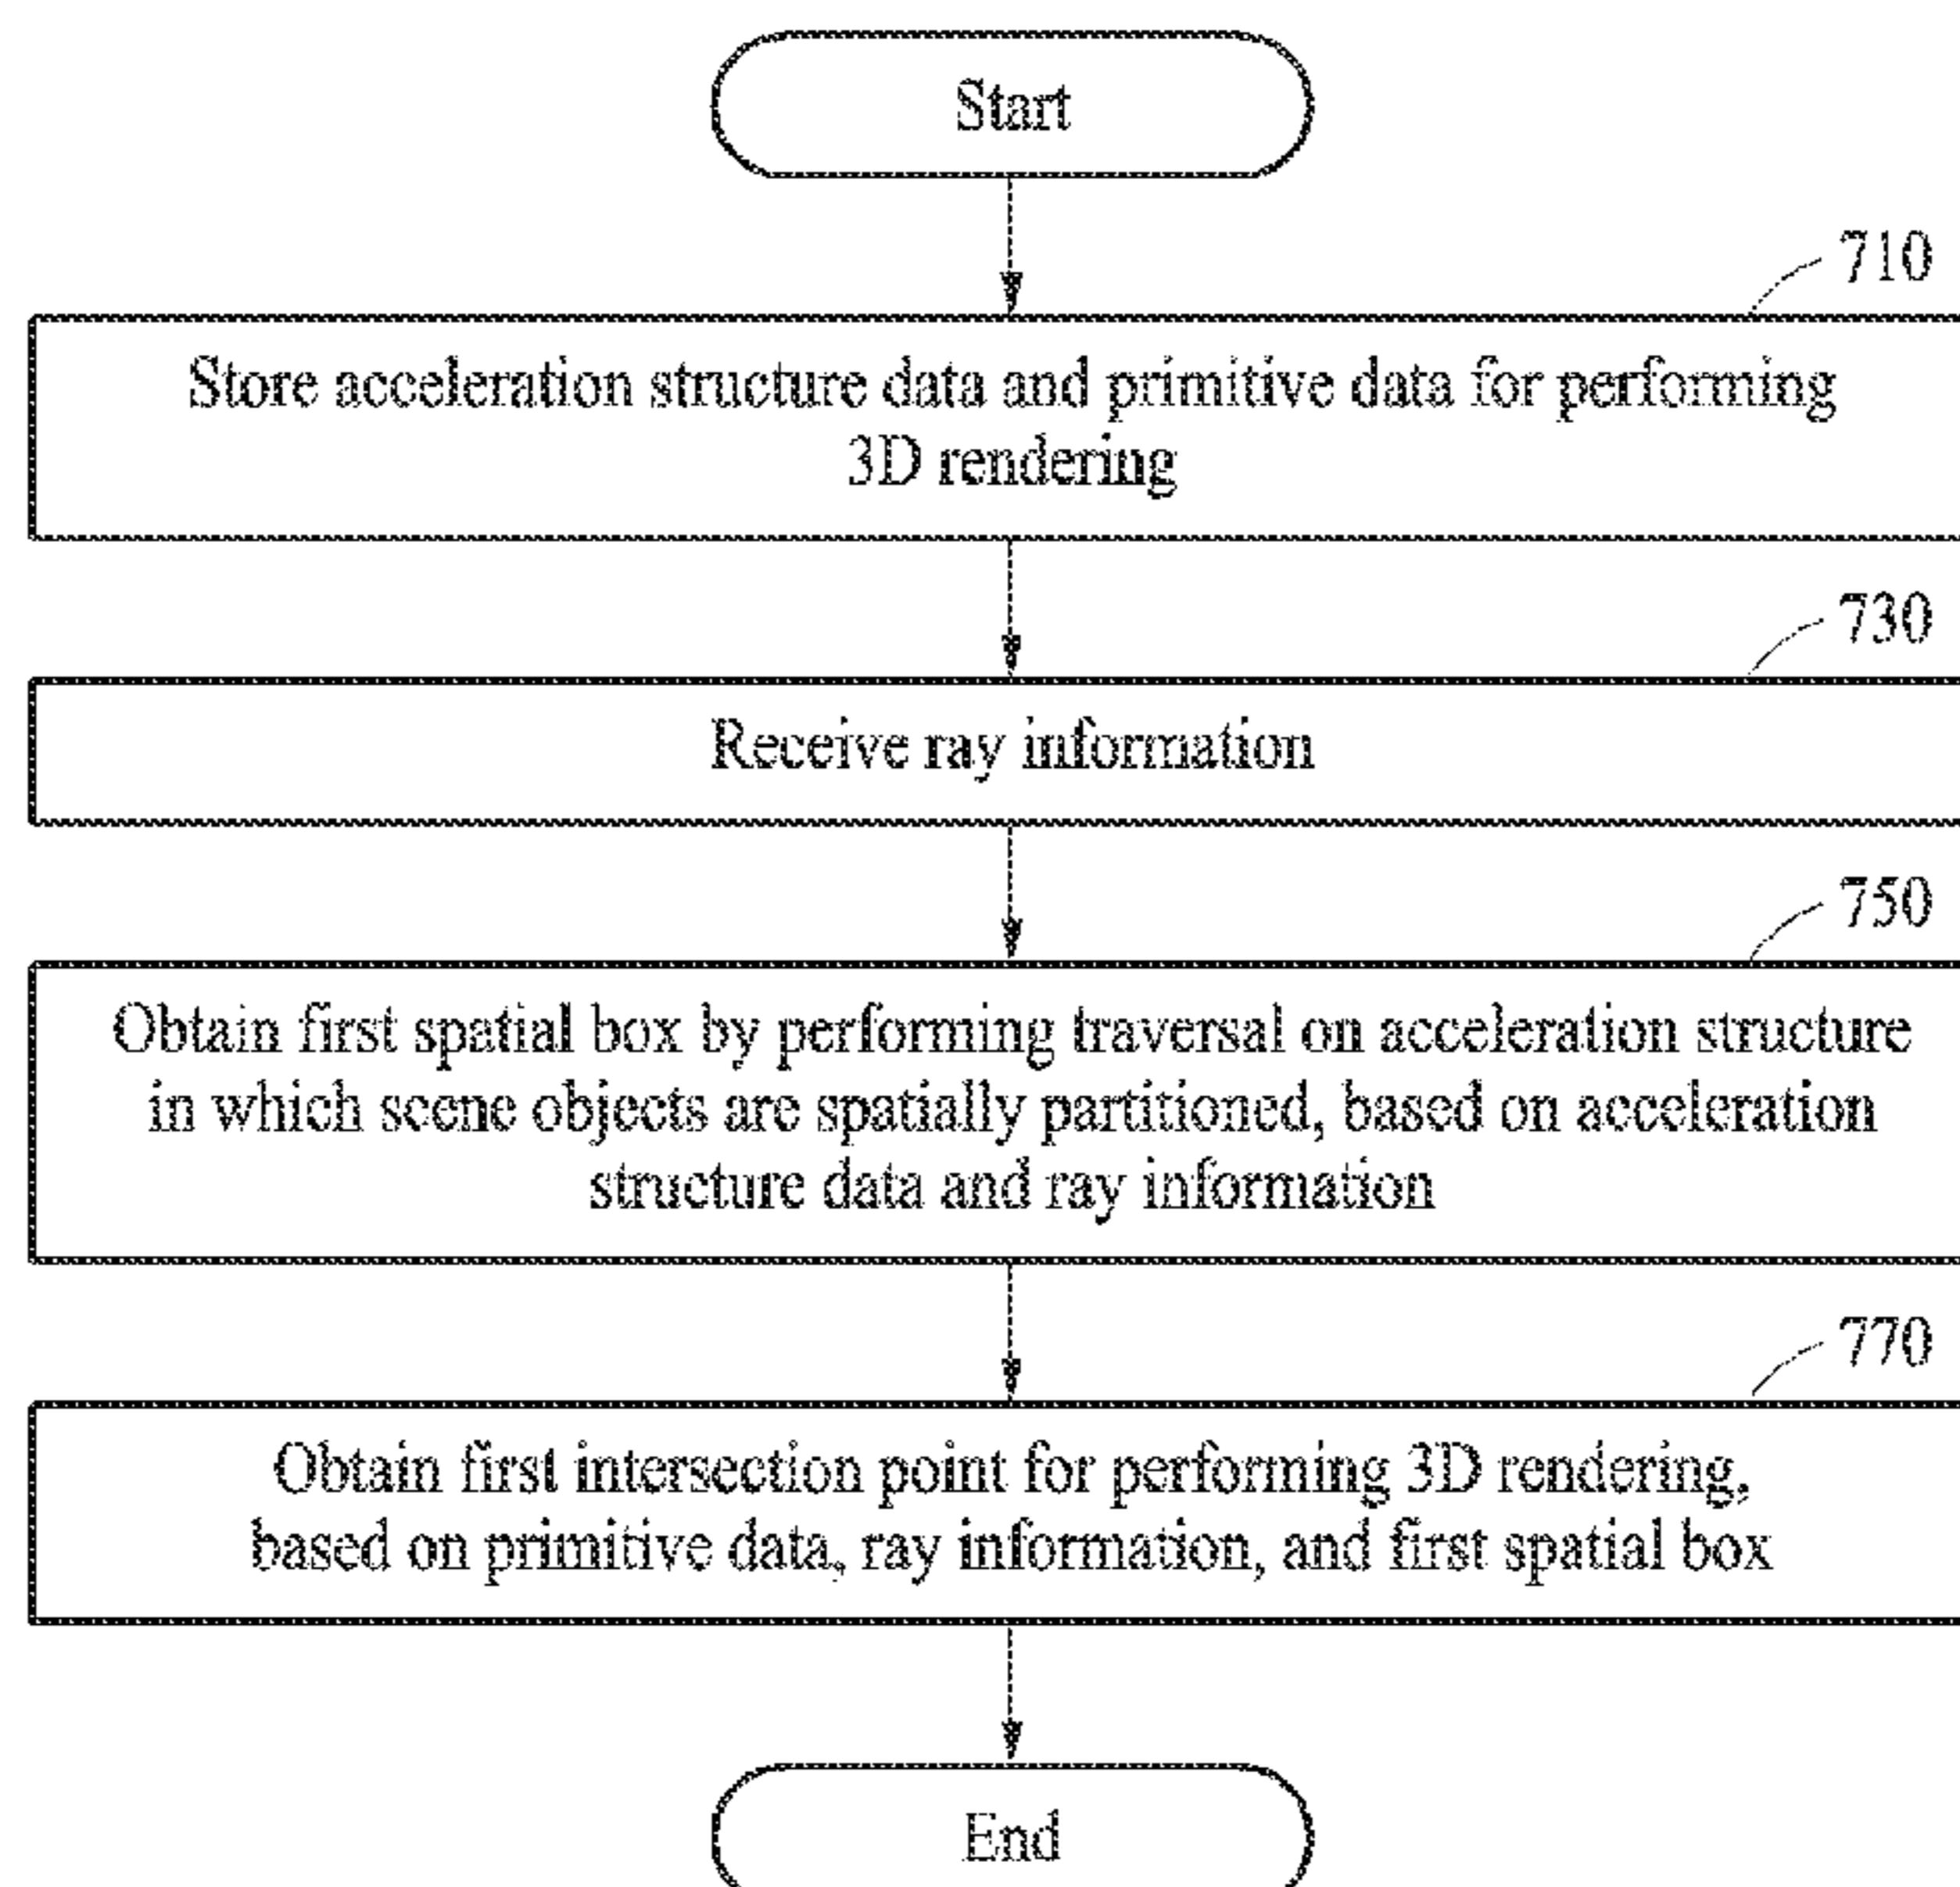 Start
710
Store acceleration structure data and primitive data for performing
3D rendering
730
Receive ray information
750
Obtain first spatial box by performing traversal on acceleration structure
in which scene objects are spatially partitioned, based on acceleration
structure data and ray information
770
Obtain first intersection point for performing 3D rendering,
based on primitive data, ray information, and first spatial box
End